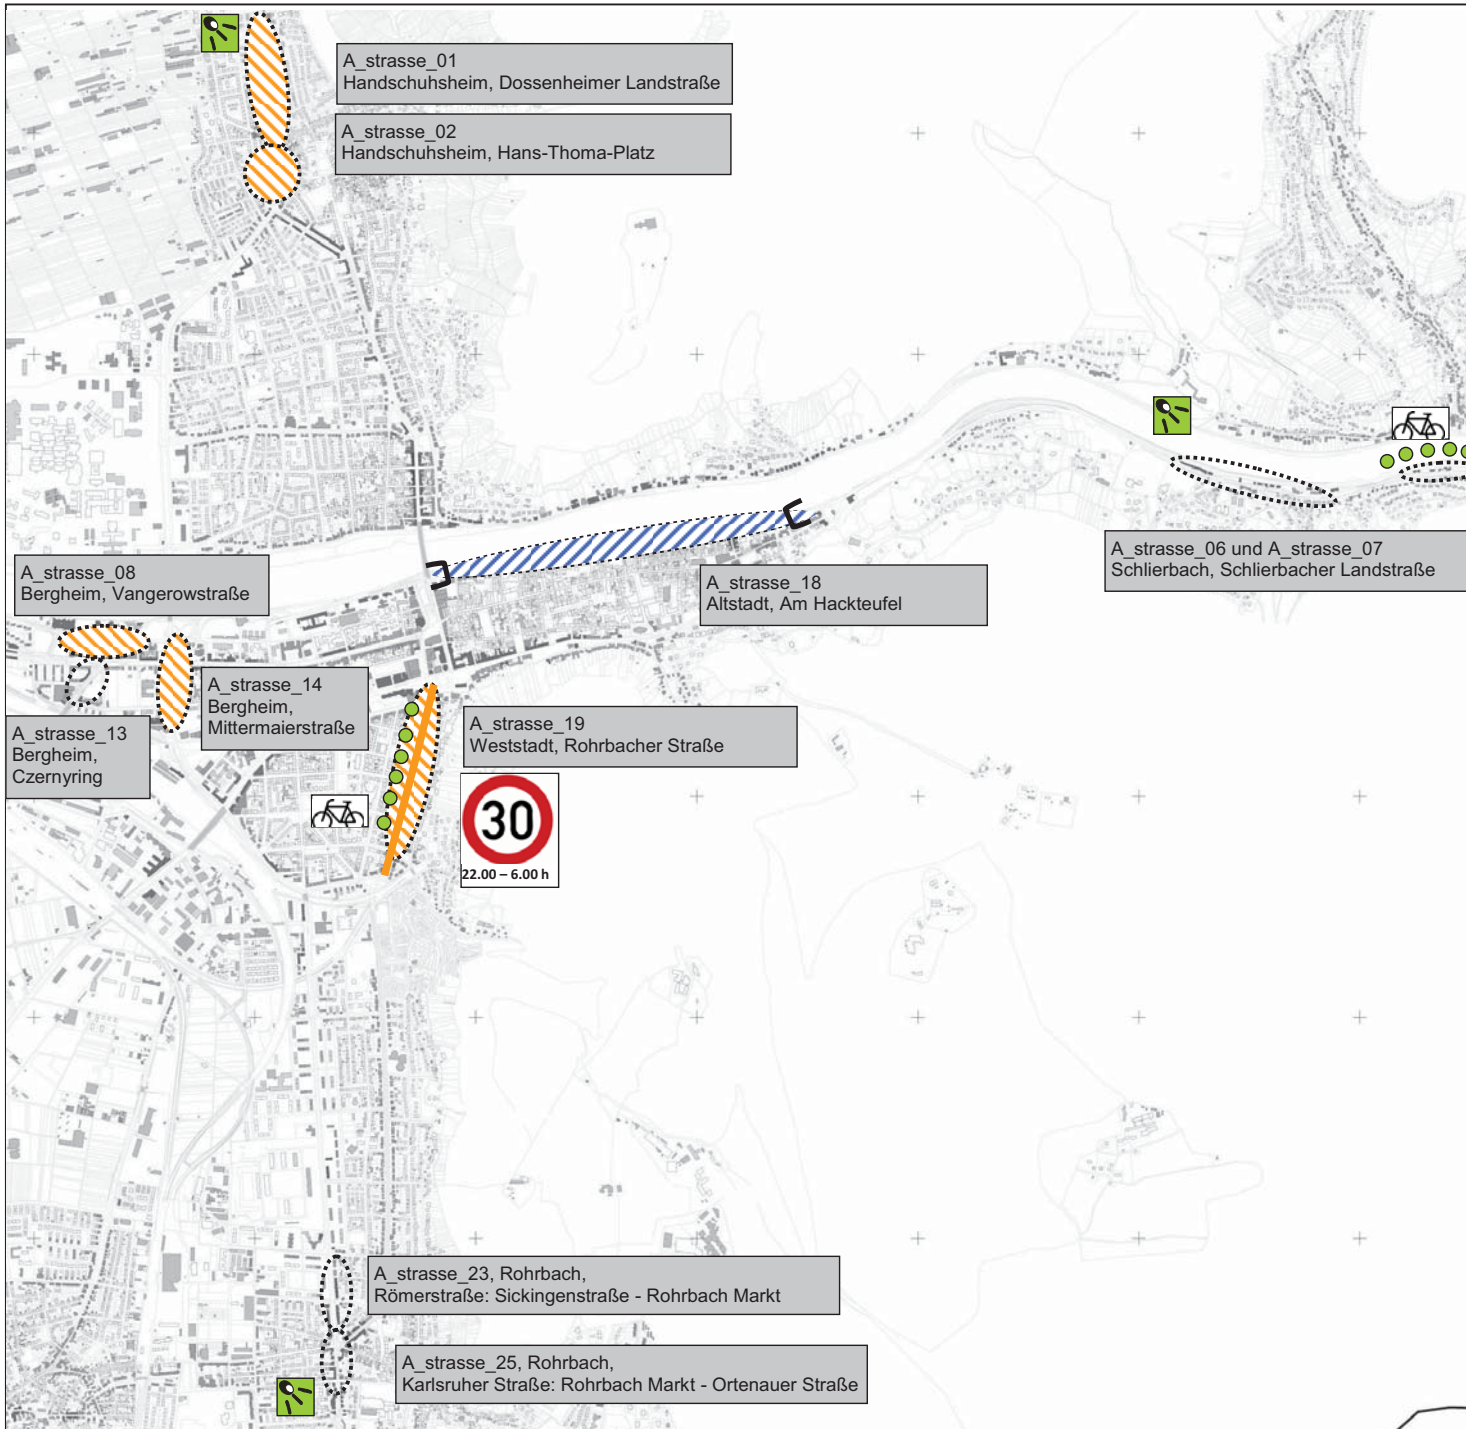 A_strasse_01
Handschuhsheim, Dossenheimer Landstraße
A_strasse_02
Handschuhsheim, Hans-Thoma-Platz
A_strasse_06 und A_strasse_07
Schlierbach, Schlierbacher Landstraße
A_strasse_08
Bergheim, Vangerowstraße
A_strasse_18
Altstadt, Am Hackteufel
A_strasse_14
Bergheim,
Mittermaierstraße
A_strasse_13
Bergheim,
Czernyring
A_strasse_19
Weststadt, Rohrbacher Straße
30
22.00 – 6.00 h
A_strasse_23, Rohrbach,
Römerstraße: Sickingenstraße - Rohrbach Markt
A_strasse_25, Rohrbach,
Karlsruher Straße: Rohrbach Markt - Ortenauer Straße